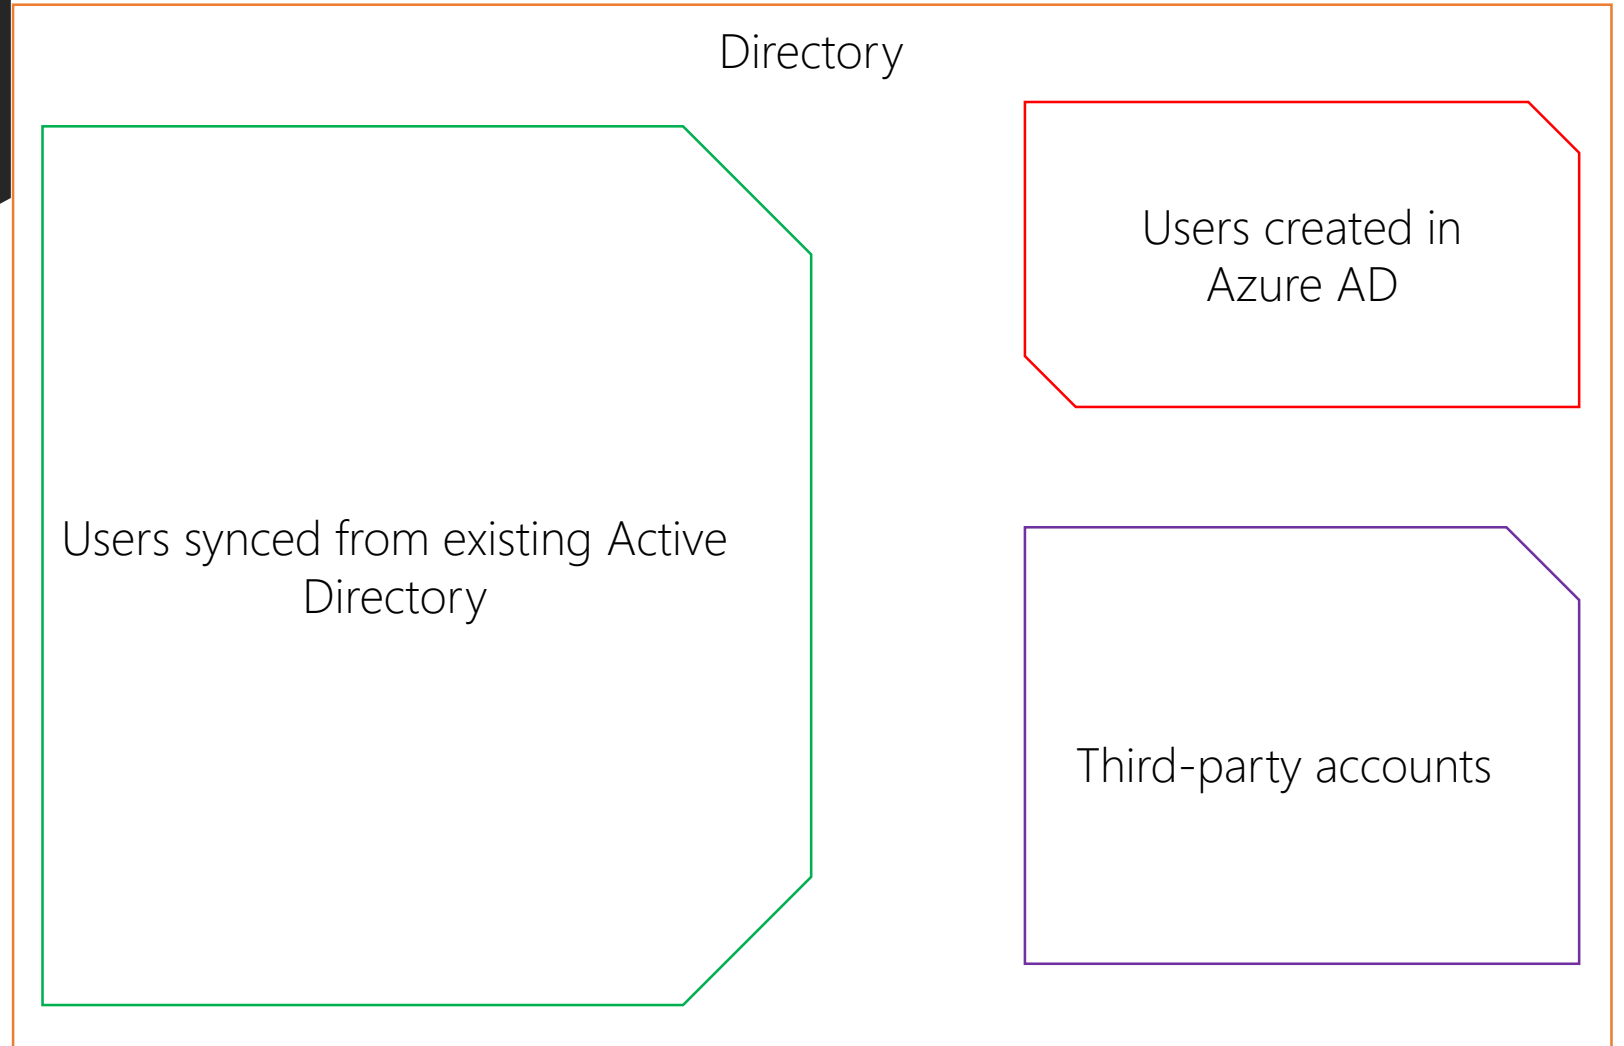 Directory
Users synced from existing Active
Directory
Users created in
Azure AD
Third-party accounts